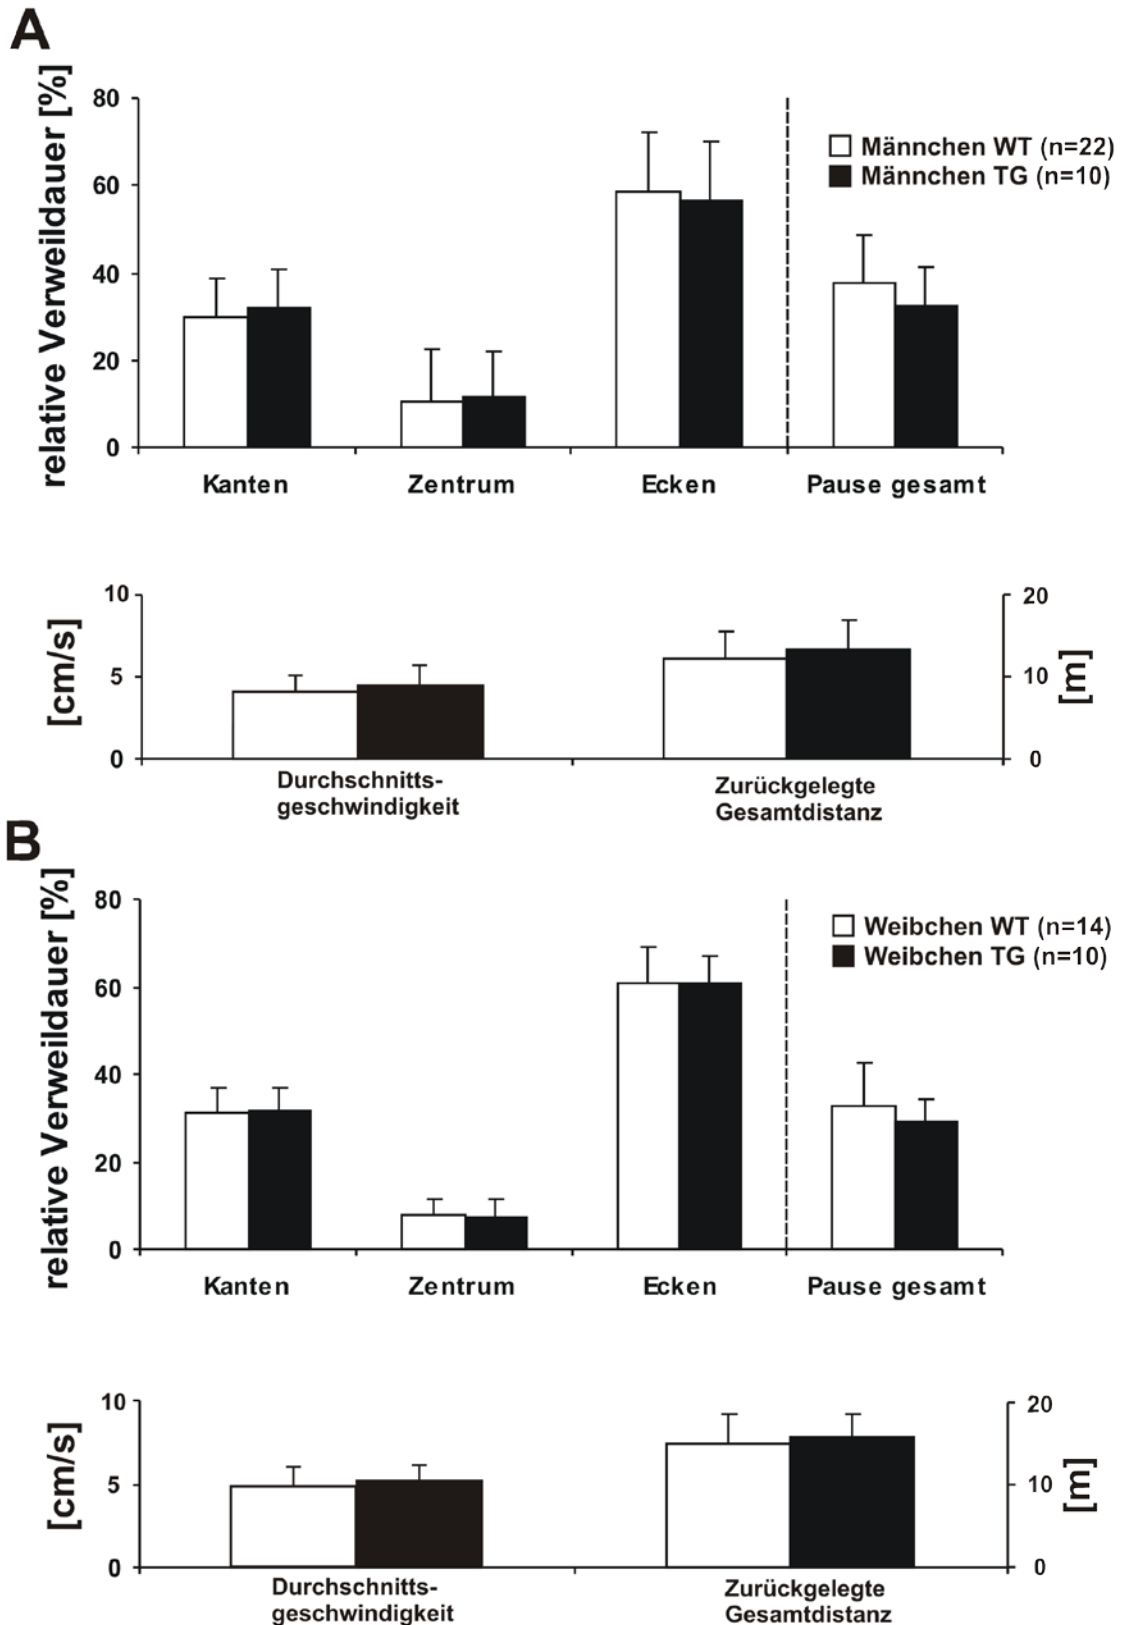 A
relative Verweildauer [%]
80
60
40
20
0
Männchen WT (n=22)
Männchen TG (n=10)
Kanten Zentrum Ecken Pause gesamt
[cm/s]
10
5
0
20
10
0
[m]
Durchschnitts-
geschwindigkeit
Zurückgelegte
Gesamtdistanz
B
relative Verweildauer [%]
80
60
40
20
0
Weibchen WT (n=14)
Weibchen TG (n=10)
Kanten Zentrum Ecken Pause gesamt
[cm/s]
10
5
0
20
10
0
[m]
Durchschnitts-
geschwindigkeit
Zurückgelegte
Gesamtdistanz